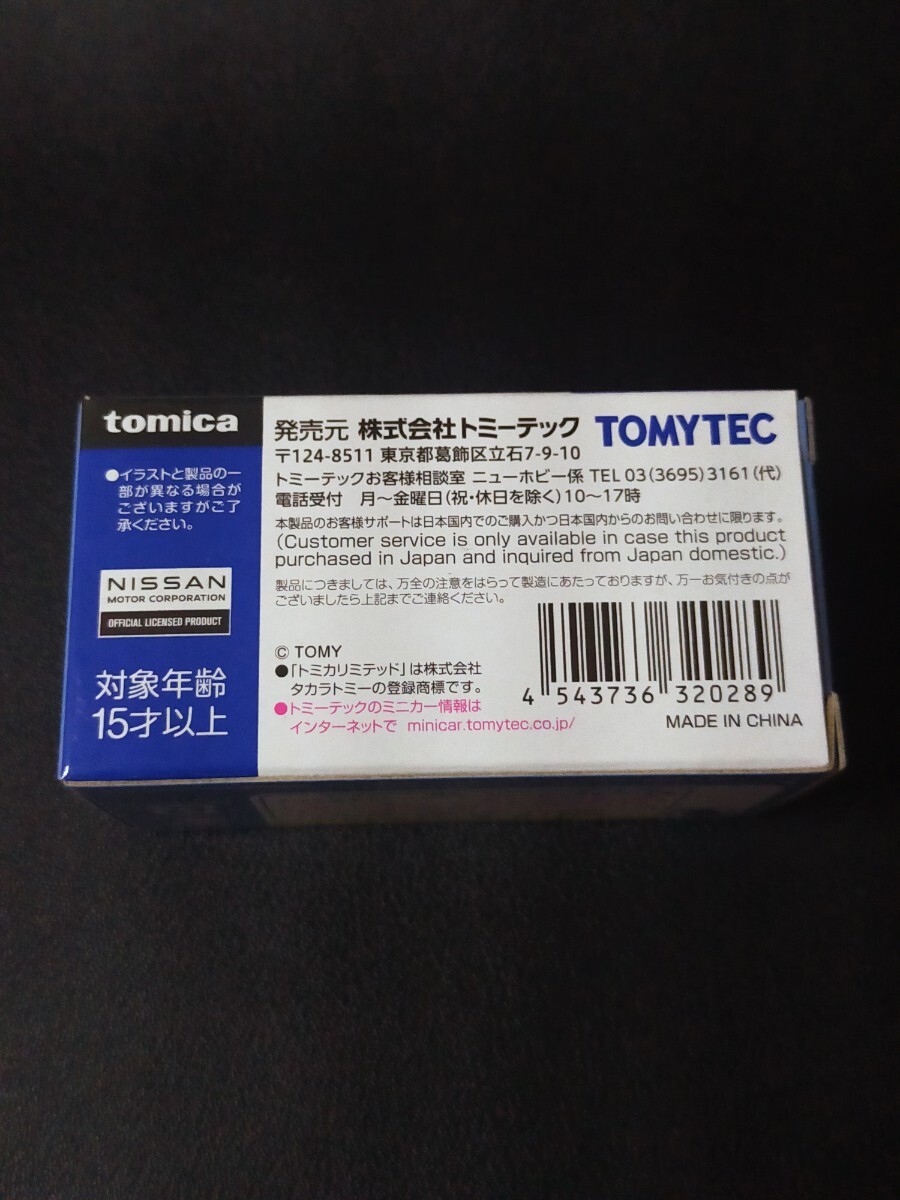 tomica
●イラストと製品の一
部が異なる場合が
ございますがご了
承ください。
NISSAN
MOTOR CORPORATION
OFFICIAL LICENSED PRODUCT
対象年齢
15才以上
発売元 株式会社トミーテック TOMYTEC
〒124-8511 東京都葛飾区立石7-9-10
トミーテックお客様相談室 ニューホビー係 TEL 03(3695)3161(代)
電話受付 月〜金曜日(祝・休日を除く)10〜17時
本製品のお客様サポートは日本国内でのご購入かつ日本国内からのお問い合わせに限ります。
(Customer service is only available in case this product
purchased in Japan and inquired from Japan domestic.)
製品につきましては、万全の注意をはらって製造にあたっておりますが、万一お気付きの点が
ございましたら上記までご連絡ください。
© TOMY
●「トミカリミテッド」は株式会社
タカラトミーの登録商標です。
●トミーテックのミニカー情報は
インターネットで minicar.tomytec.co.jp/
4 543736 320289
MADE IN CHINA